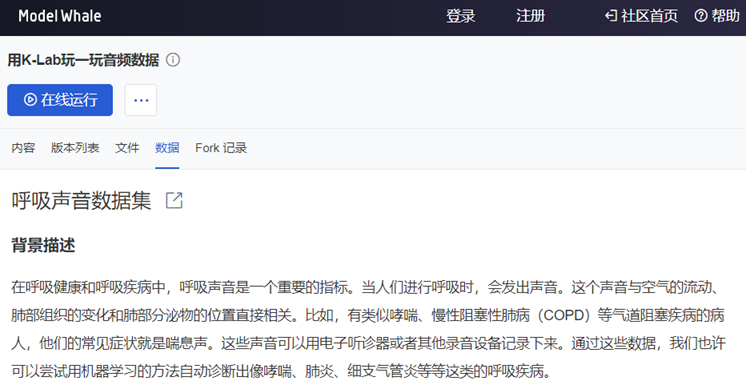 Model Whale 登录 注册 社区首页 帮助
用K-Lab玩一玩音频数据
在线运行 ...
内容 版本列表 文件 数据 Fork 记录
呼吸声音数据集
背景描述
在呼吸健康和呼吸疾病中，呼吸声音是一个重要的指标。当人们进行呼吸时，会发出声音。这个声音与空气的流动、
肺部组织的变化和肺部分泌物的位置直接相关。比如，有类似哮喘、慢性阻塞性肺病（COPD）等气道阻塞疾病的病
人，他们的常见症状就是喘息声。这些声音可以用电子听诊器或者其他录音设备记录下来。通过这些数据，我们也许
可以尝试用机器学习的方法自动诊断出像哮喘、肺炎、细支气管炎等等这类的呼吸疾病。